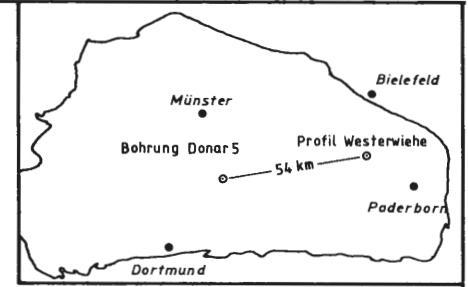 Bielefeld
Münster
Bohrung Donar 5
Profil Westerwiehe
54 km
Paderborn
Dortmund